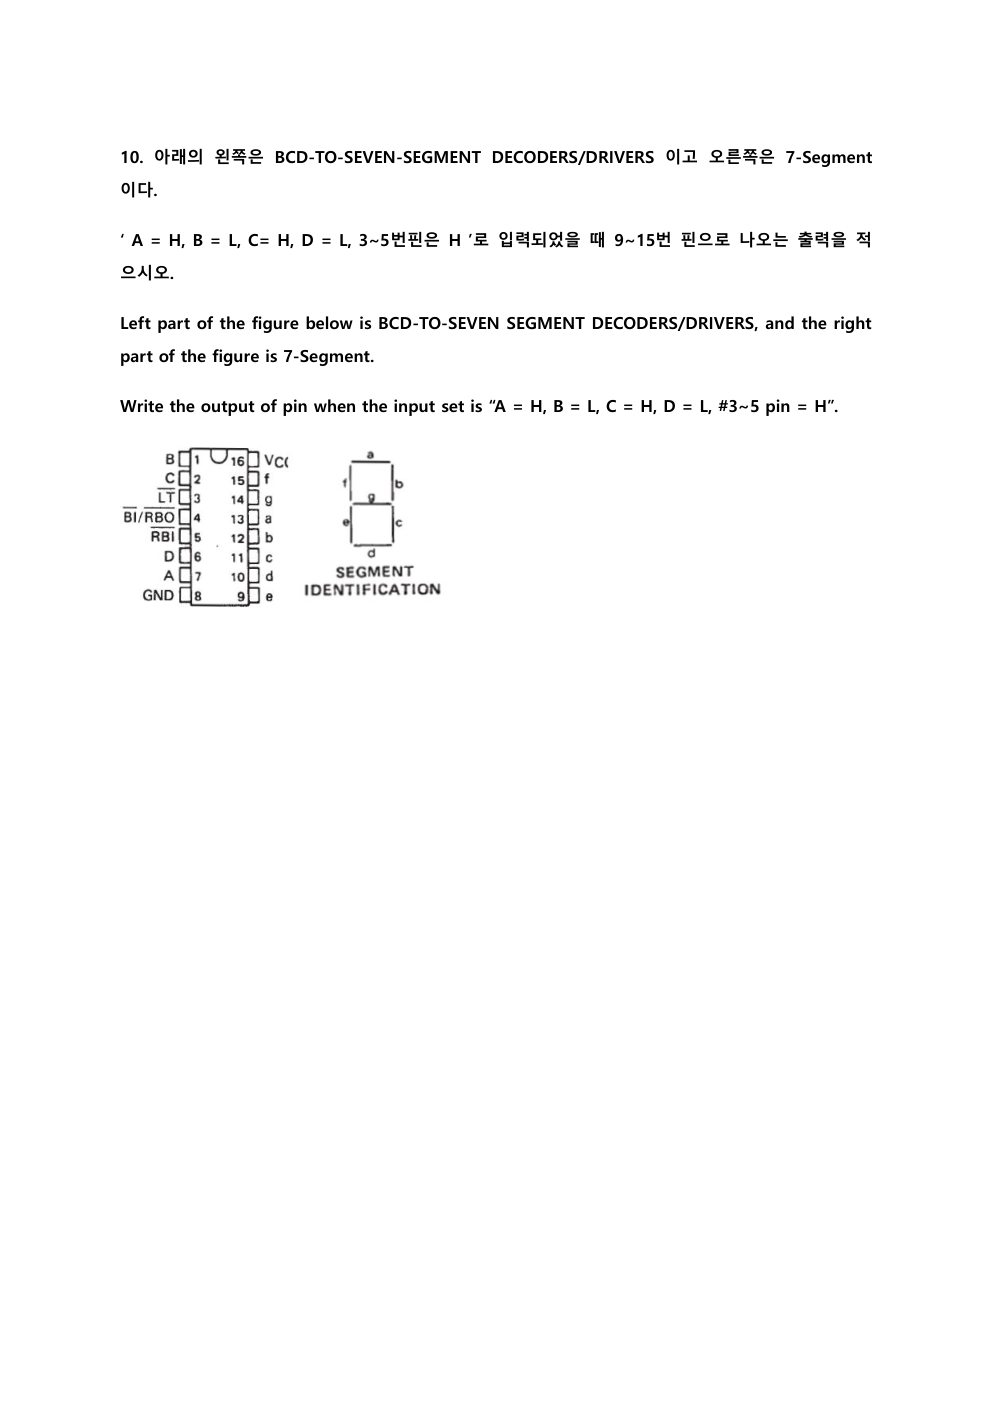 10. 아래의 왼쪽은 BCD-TO-SEVEN-SEGMENT DECODERS/DRIVERS 이고 오른쪽은 7-Segment
이다.
‘ A = H, B = L, C= H, D = L, 3~5번핀은 H ’로 입력되었을 때 9~15번 핀으로 나오는 출력을 적
으시오.
Left part of the figure below is BCD-TO-SEVEN SEGMENT DECODERS/DRIVERS, and the right
part of the figure is 7-Segment.
Write the output of pin when the input set is “A = H, B = L, C = H, D = L, #3~5 pin = H”.
B 1 16 VCC
C 2 15 f
LT 3 14 g
BI/RBO 4 13 a
RBI 5 12 b
D 6 11 c
A 7 10 d
GND 8 9 e
a
f b
g
e c
d
SEGMENT
IDENTIFICATION